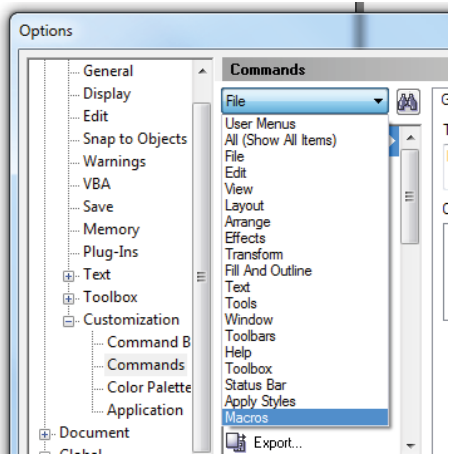 Options
General
Display
Edit
Snap to Objects
Warnings
VBA
Save
Memory
Plug-Ins
Text
Toolbox
Customization
Command B
Commands
Color Palette
Application
Document
Commands
File
User Menus
All (Show All Items)
File
Edit
View
Layout
Arrange
Effects
Transform
Fill And Outline
Text
Tools
Window
Toolbars
Help
Toolbox
Status Bar
Apply Styles
Macros
Export...